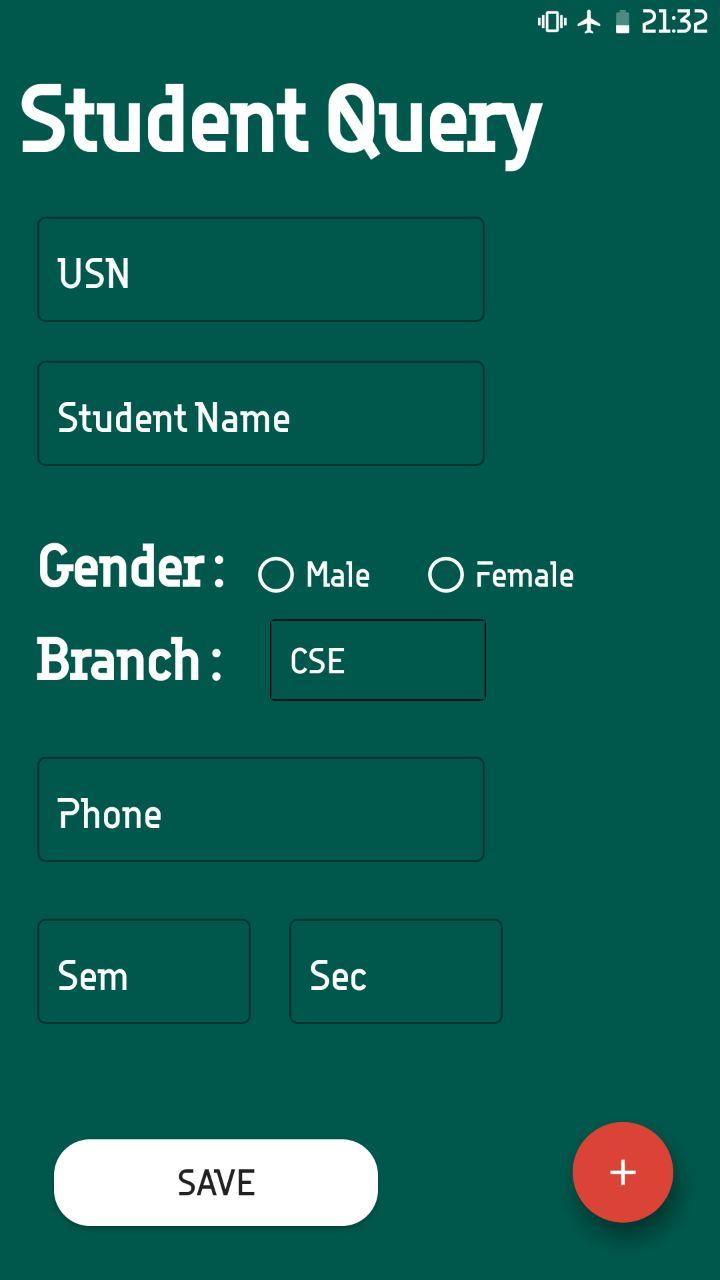 21:32
Student Query
USN
Student Name
Gender : Male Female
Branch : CSE
Phone
Sem Sec
SAVE +